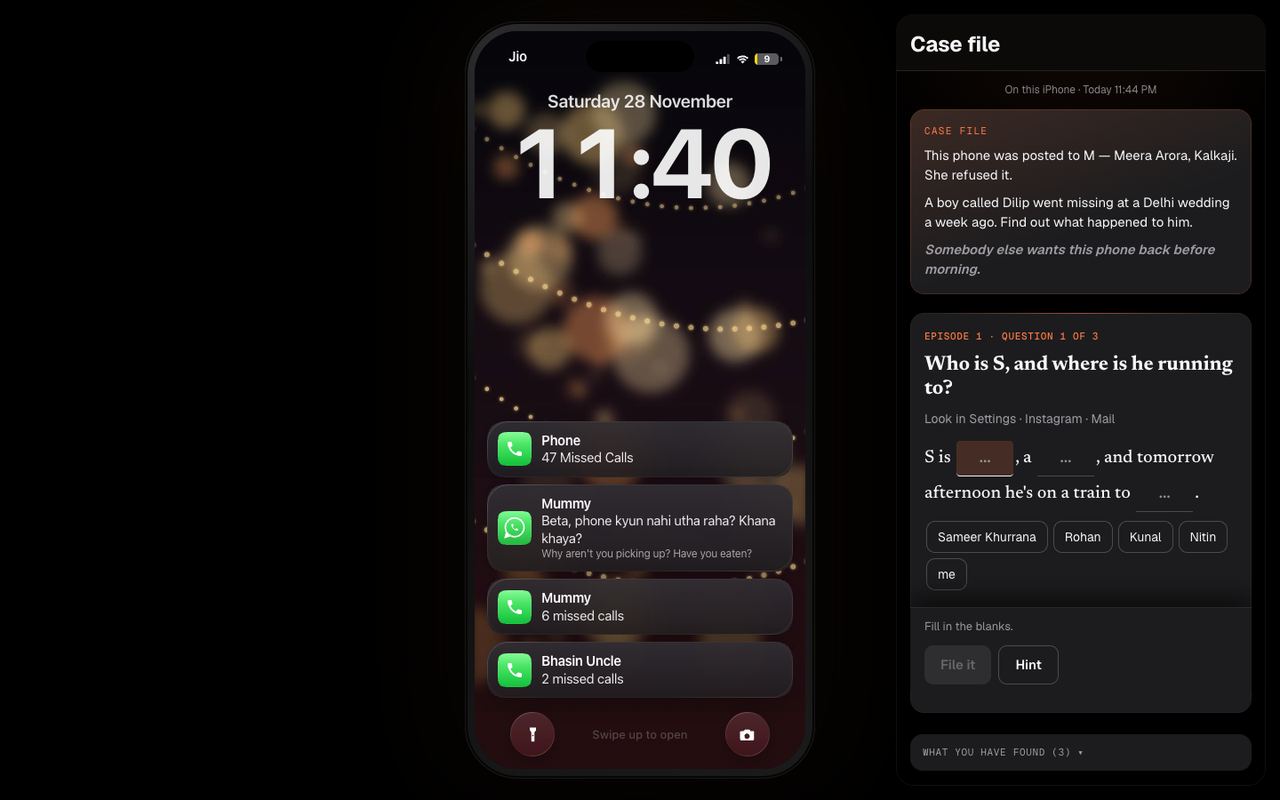 Jio
9
Saturday 28 November
11:40
Phone
47 Missed Calls
Mummy
Beta, phone kyun nahi utha raha? Khana
khaya?
Why aren't you picking up? Have you eaten?
Mummy
6 missed calls
Bhasin Uncle
2 missed calls
Swipe up to open
Case file
On this iPhone · Today 11:44 PM
CASE FILE
This phone was posted to M — Meera Arora, Kalkaji.
She refused it.
A boy called Dilip went missing at a Delhi wedding
a week ago. Find out what happened to him.
Somebody else wants this phone back before
morning.
EPISODE 1 · QUESTION 1 OF 3
Who is S, and where is he running
to?
Look in Settings · Instagram · Mail
S is … , a … , and tomorrow
afternoon he's on a train to … .
Sameer Khurrana Rohan Kunal Nitin
me
Fill in the blanks.
File it Hint
WHAT YOU HAVE FOUND (3) ▾